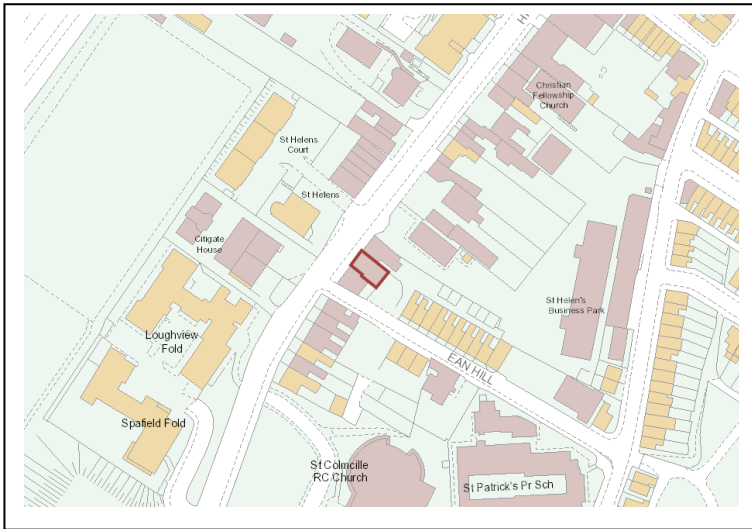 Christian
Fellowship
Church
St Helens
Court
St Helens
Citigate
House
St Helen's
Business Park
Loughview
Fold
EAN HILL
Spafield Fold
St Colmcille
RC Church
St Patrick's Pr Sch